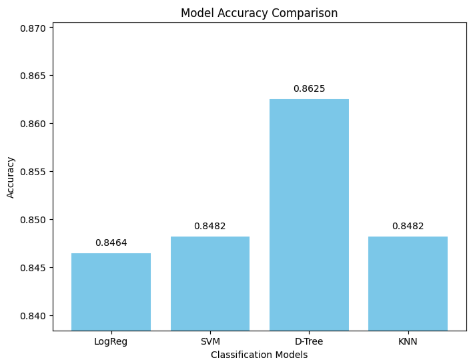 Model Accuracy Comparison
0.870
0.865
0.860
0.855
0.850
0.845
0.840
Accuracy
0.8464
0.8482
0.8625
0.8482
LogReg
SVM
D-Tree
KNN
Classification Models